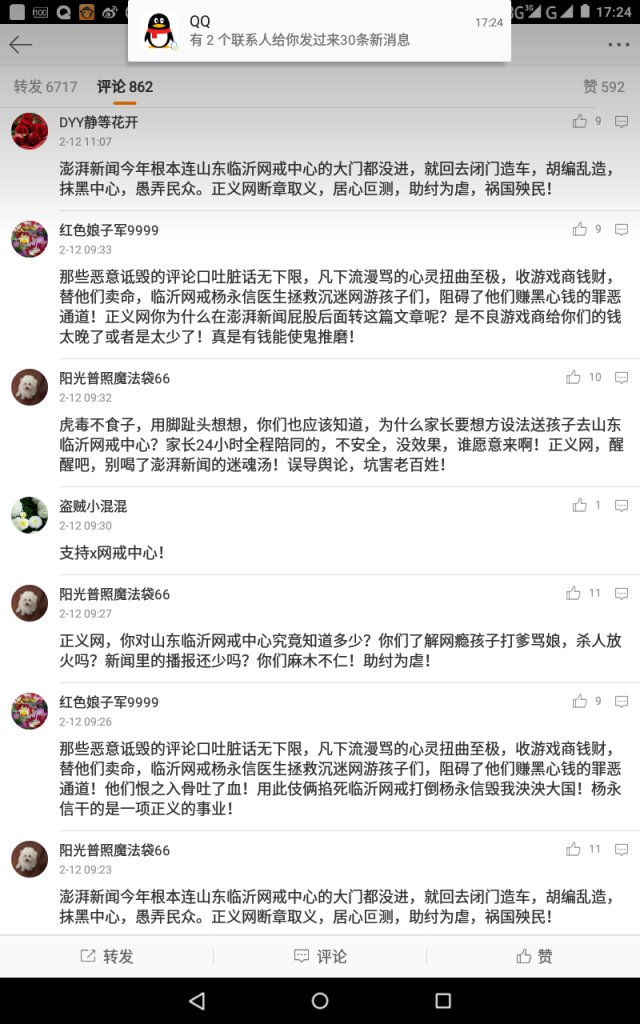 QQ
17:24
有 2 个联系人给你发过来30条新消息
3G
3G
G
17:24
转发 6717
评论 862
赞 592
DYY静等花开
9
2-12 11:07
澎湃新闻今年根本连山东临沂网戒中心的大门都没进，就回去闭门造车，胡编乱造，
抹黑中心，愚弄民众。正义网断章取义，居心叵测，助纣为虐，祸国殃民！
红色娘子军9999
9
2-12 09:33
那些恶意诋毁的评论口吐脏话无下限，凡下流漫骂的心灵扭曲至极，收游戏商钱财，
替他们卖命，临沂网戒杨永信医生拯救沉迷网游孩子们，阻碍了他们赚黑心钱的罪恶
通道！正义网你为什么在澎湃新闻屁股后面转这篇文章呢？是不良游戏商给你们的钱
太晚了或者是太少了！真是有钱能使鬼推磨！
阳光普照魔法袋66
10
2-12 09:32
虎毒不食子，用脚趾头想想，你们也应该知道，为什么家长要想方设法送孩子去山东
临沂网戒中心？家长24小时全程陪同的，不安全，没效果，谁愿意来啊！正义网，醒
醒吧，别喝了澎湃新闻的迷魂汤！误导舆论，坑害老百姓！
盗贼小混混
1
2-12 09:30
支持x网戒中心！
阳光普照魔法袋66
11
2-12 09:27
正义网，你对山东临沂网戒中心究竟知道多少？你们了解网瘾孩子打爹骂娘，杀人放
火吗？新闻里的播报还少吗？你们麻木不仁！助纣为虐！
红色娘子军9999
9
2-12 09:26
那些恶意诋毁的评论口吐脏话无下限，凡下流漫骂的心灵扭曲至极，收游戏商钱财，
替他们卖命，临沂网戒杨永信医生拯救沉迷网游孩子们，阻碍了他们赚黑心钱的罪恶
通道！他们恨之入骨吐了血！用此伎俩掐死临沂网戒打倒杨永信毁我泱泱大国！杨永
信干的是一项正义的事业！
阳光普照魔法袋66
11
2-12 09:23
澎湃新闻今年根本连山东临沂网戒中心的大门都没进，就回去闭门造车，胡编乱造，
抹黑中心，愚弄民众。正义网断章取义，居心叵测，助纣为虐，祸国殃民！
转发
评论
赞